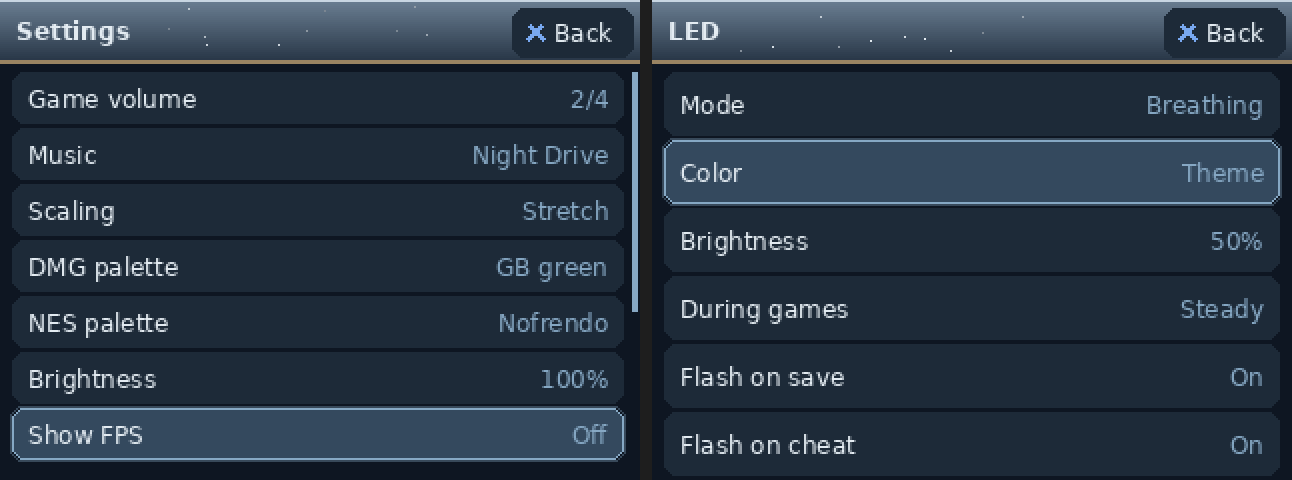 Settings
Back
Game volume 2/4
Music Night Drive
Scaling Stretch
DMG palette GB green
NES palette Nofrendo
Brightness 100%
Show FPS Off
LED
Back
Mode Breathing
Color Theme
Brightness 50%
During games Steady
Flash on save On
Flash on cheat On